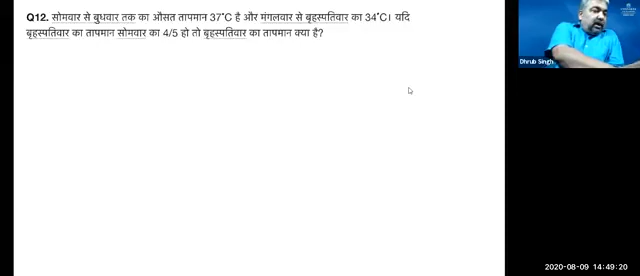 Q12. सोमवार से बुधवार तक का औसत तापमान 37°C है और मंगलवार से बृहस्पतिवार का 34°C। यदि
बृहस्पतिवार का तापमान सोमवार का 4/5 हो तो बृहस्पतिवार का तापमान क्या है?
Dhrub Singh
2020-08-09 14:49:20